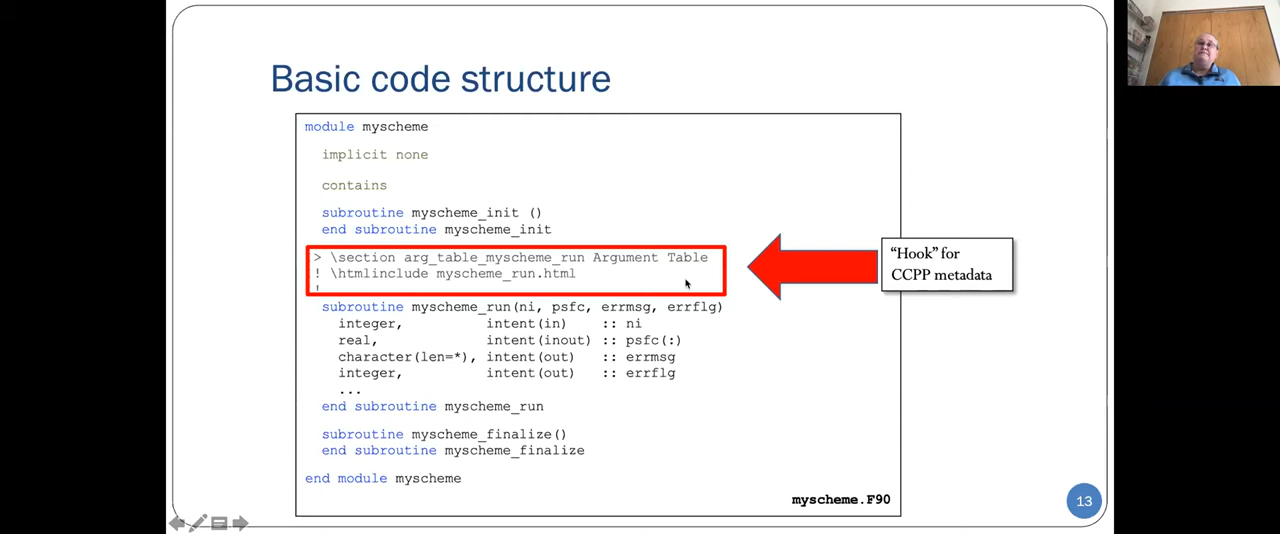 Basic code structure
module myscheme
implicit none
contains
subroutine myscheme_init ()
end subroutine myscheme_init
> \section arg_table_myscheme_run Argument Table
! \htmlinclude myscheme_run.html
!
subroutine myscheme_run(ni, psfc, errmsg, errflg)
integer, intent(in) :: ni
real, intent(inout) :: psfc(:)
character(len=*), intent(out) :: errmsg
integer, intent(out) :: errflg
...
end subroutine myscheme_run
subroutine myscheme_finalize()
end subroutine myscheme_finalize
end module myscheme
myscheme.F90
“Hook” for
CCPP metadata
13